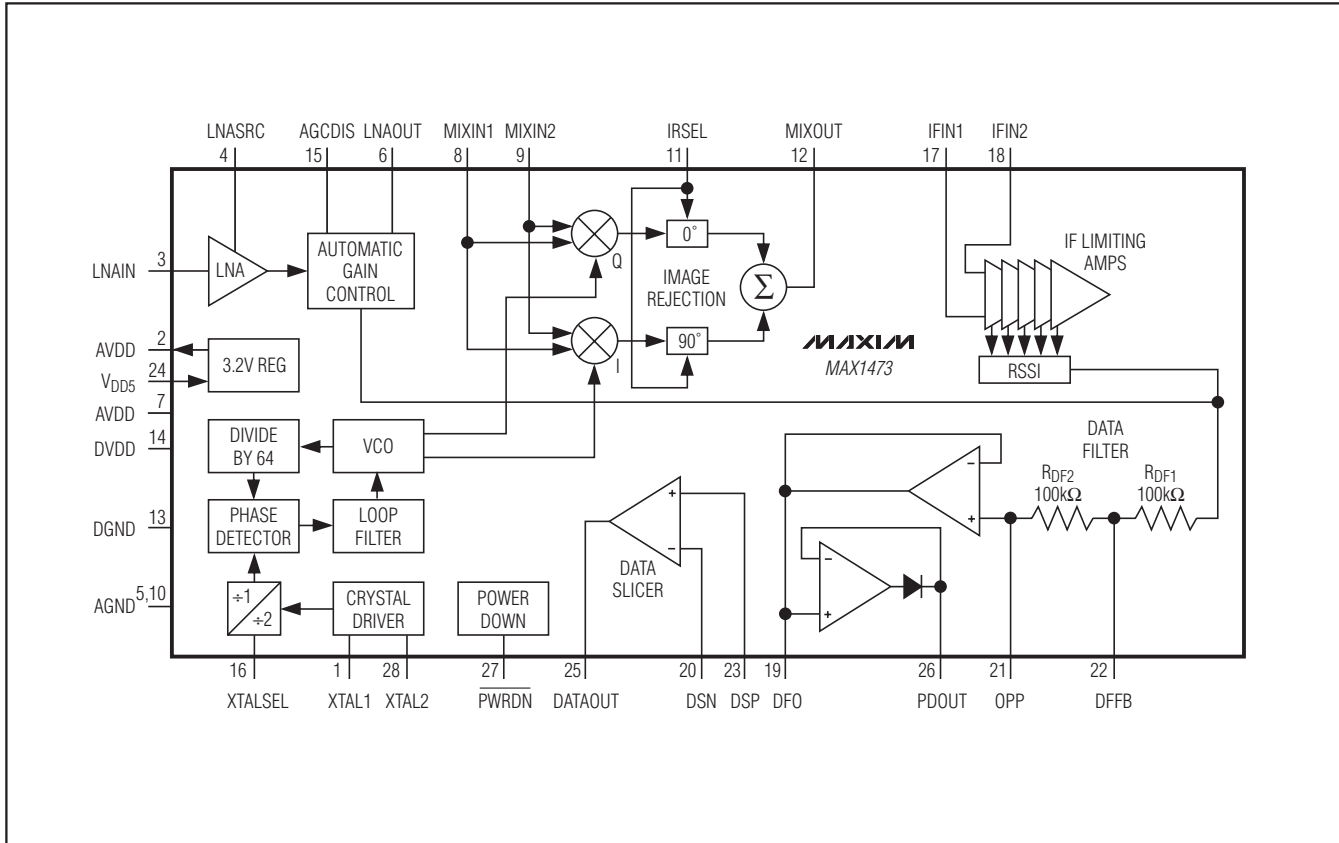 LNASRC AGCDIS LNAOUT MIXIN1 MIXIN2 IRSEL MIXOUT IFIN1 IFIN2
4 15 6 8 9 11 12 17 18
LNAIN 3
LNA
AUTOMATIC
GAIN
CONTROL
Q
0°
IMAGE
REJECTION
Σ
I
90°
IF LIMITING
AMPS
RSSI
MAXIM
MAX1473
AVDD 2
VDD5 24
3.2V REG
AVDD 7
DVDD 14
DIVIDE
BY 64
VCO
DGND 13
PHASE
DETECTOR
LOOP
FILTER
AGND 5,10
÷1
÷2
CRYSTAL
DRIVER
POWER
DOWN
+
−
DATA
SLICER
−
+
−
+
DATA
FILTER
RDF2
100kΩ
RDF1
100kΩ
16 1 28 27 25 20 23 19 26 21 22
XTALSEL XTAL1 XTAL2 PWRDN DATAOUT DSN DSP DFO PDOUT OPP DFFB